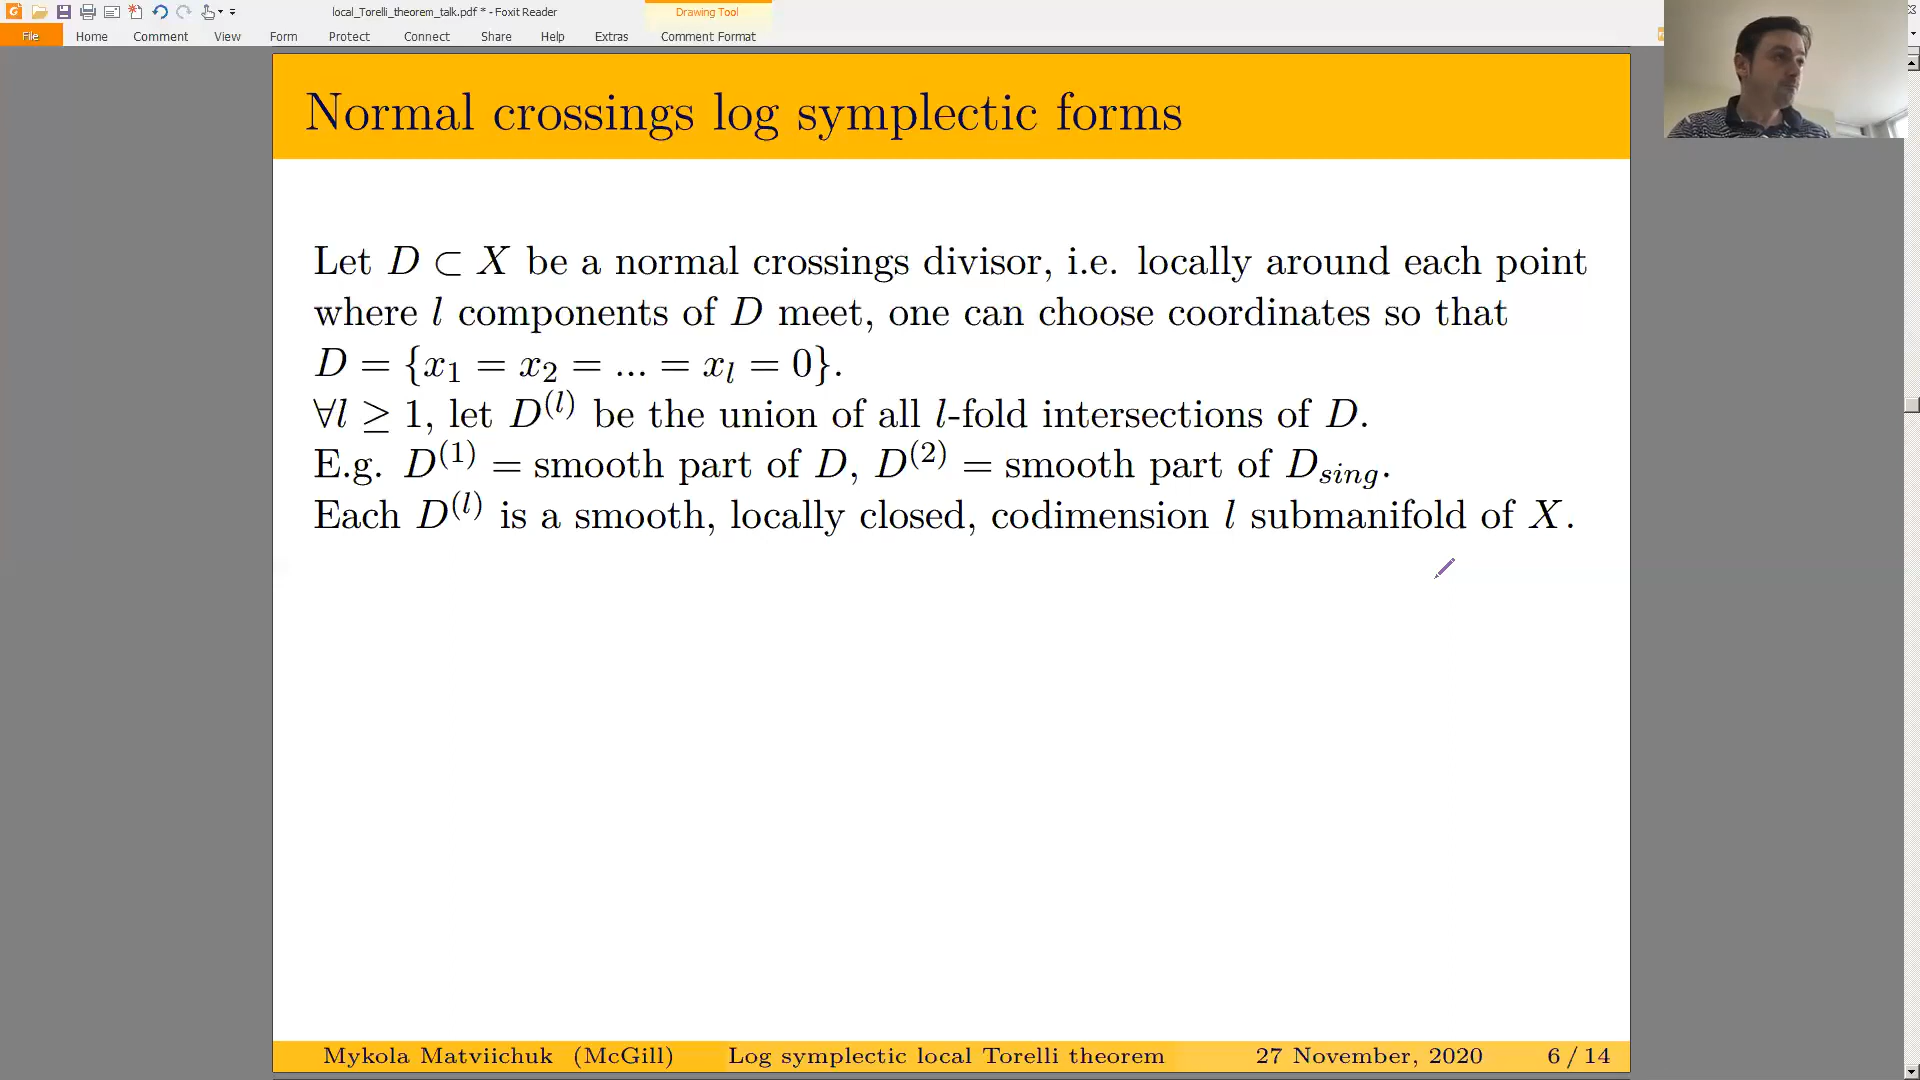 local_Torelli_theorem_talk.pdf * - Foxit Reader
Drawing Tool
File Home Comment View Form Protect Connect Share Help Extras Comment Format
Normal crossings log symplectic forms
Let D ⊂ X be a normal crossings divisor, i.e. locally around each point
where l components of D meet, one can choose coordinates so that
D = {x₁ = x₂ = ... = xₗ = 0}.
∀l ≥ 1, let D⁽ˡ⁾ be the union of all l-fold intersections of D.
E.g. D⁽¹⁾ = smooth part of D, D⁽²⁾ = smooth part of D_{sing}.
Each D⁽ˡ⁾ is a smooth, locally closed, codimension l submanifold of X.
Mykola Matviichuk (McGill) Log symplectic local Torelli theorem 27 November, 2020 6 / 14